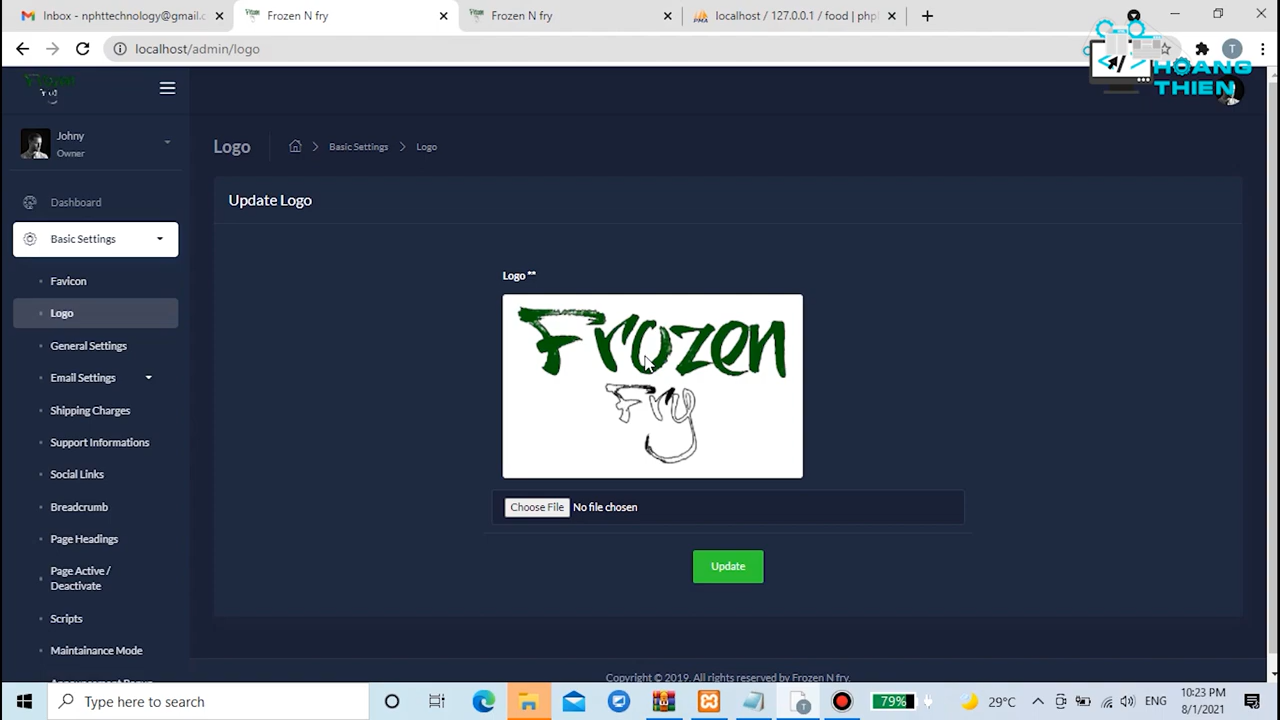 Inbox - nphttechnology@gmail.c
Frozen N fry
Frozen N fry
localhost / 127.0.0.1 / food | php
localhost/admin/logo
T
HOANG
THIEN
Johny
Owner
Logo
Basic Settings
Logo
Dashboard
Update Logo
Basic Settings
Favicon
Logo
General Settings
Email Settings
Shipping Charges
Support Informations
Social Links
Breadcrumb
Page Headings
Page Active /
Deactivate
Scripts
Maintainance Mode
Logo **
Frozen
Fry
Choose File
No file chosen
Update
Copyright © 2019. All rights reserved by Frozen N fry.
Type here to search
79%
29°C
ENG
10:23 PM
8/1/2021